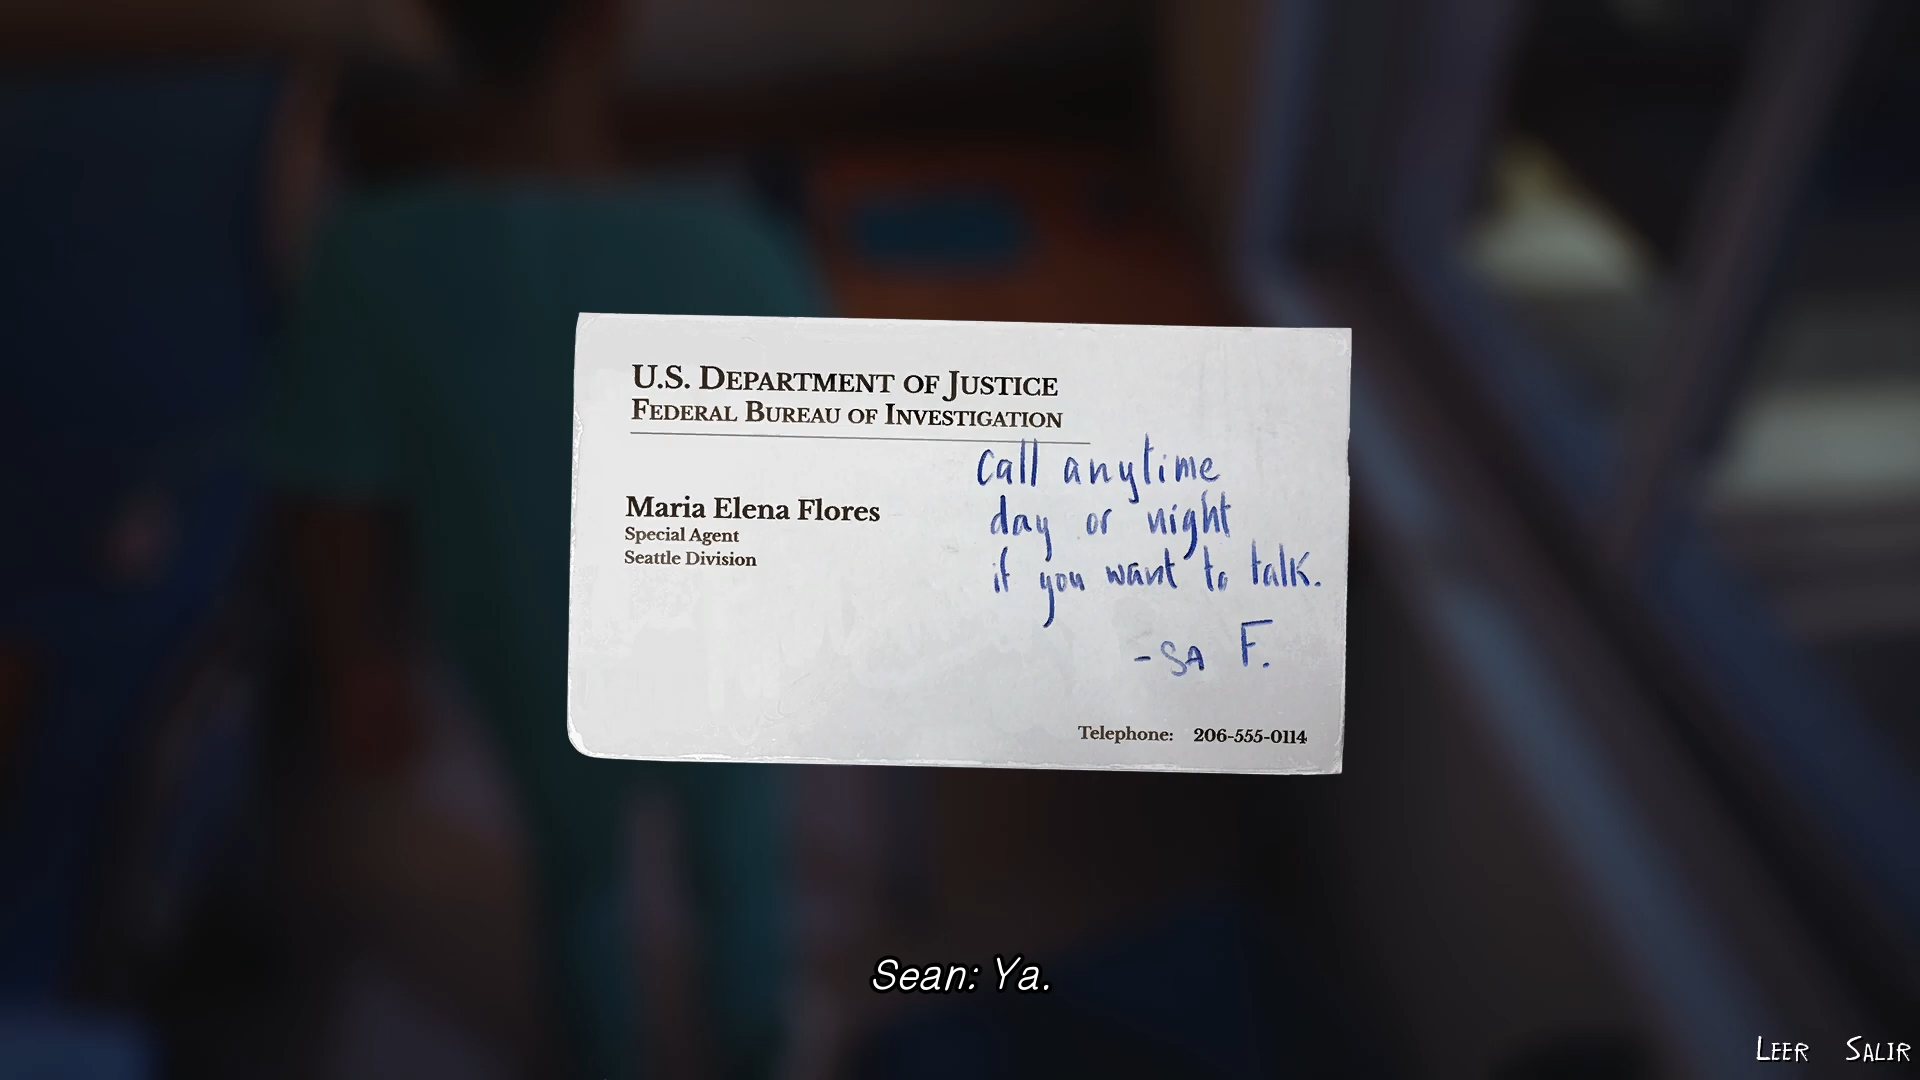 U.S. DEPARTMENT OF JUSTICE
FEDERAL BUREAU OF INVESTIGATION
Maria Elena Flores
Special Agent
Seattle Division
Call anytime
day or night
if you want to talk.
- SA F.
Telephone: 206-555-0114
Sean: Ya.
LEER SALIR